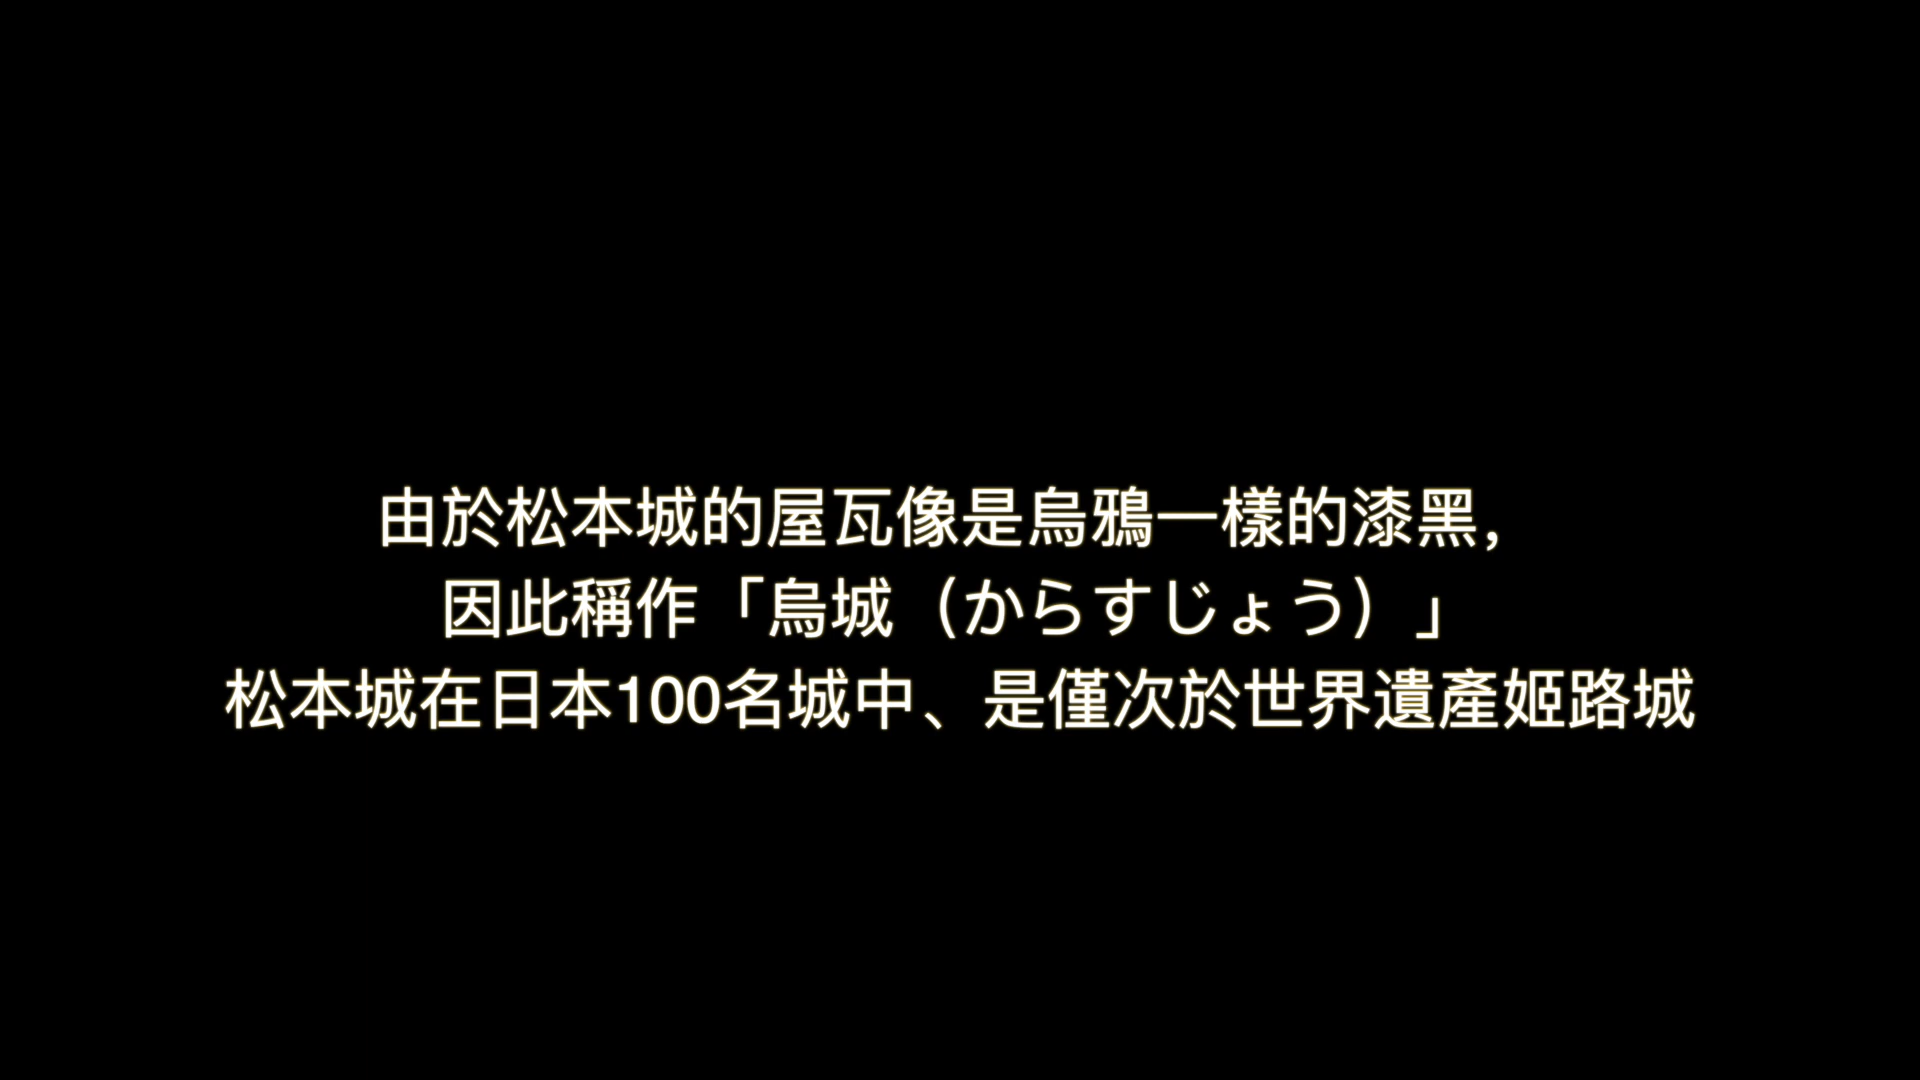 由於松本城的屋瓦像是烏鴉一樣的漆黑，
因此稱作「烏城（からすじょう）」
松本城在日本100名城中、是僅次於世界遺產姬路城